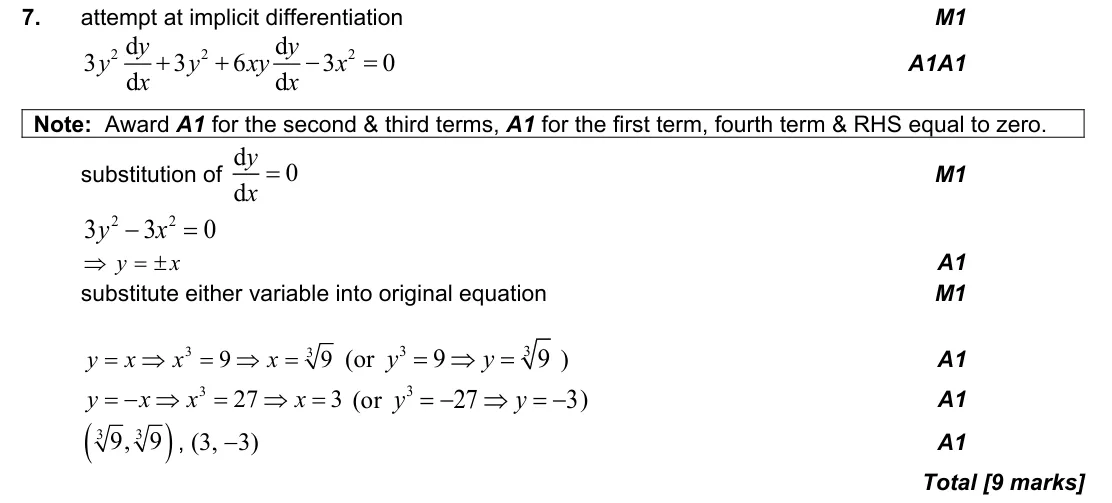 7. attempt at implicit differentiation M1
3y² dy/dx + 3y² + 6xy dy/dx − 3x² = 0 A1A1
Note: Award A1 for the second & third terms, A1 for the first term, fourth term & RHS equal to zero.
substitution of dy/dx = 0 M1
3y² − 3x² = 0
⇒ y = ±x A1
substitute either variable into original equation M1
y = x ⇒ x³ = 9 ⇒ x = ∛9 (or y³ = 9 ⇒ y = ∛9 ) A1
y = −x ⇒ x³ = 27 ⇒ x = 3 (or y³ = −27 ⇒ y = −3) A1
(∛9, ∛9) , (3, −3) A1
Total [9 marks]